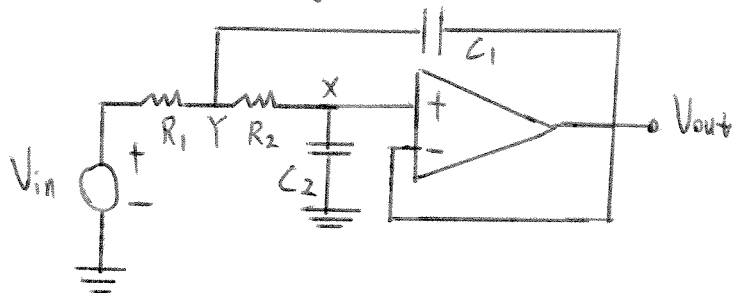 C₁
X
+
Vout
R₁ Y R₂
-
Vin
+
C₂
-